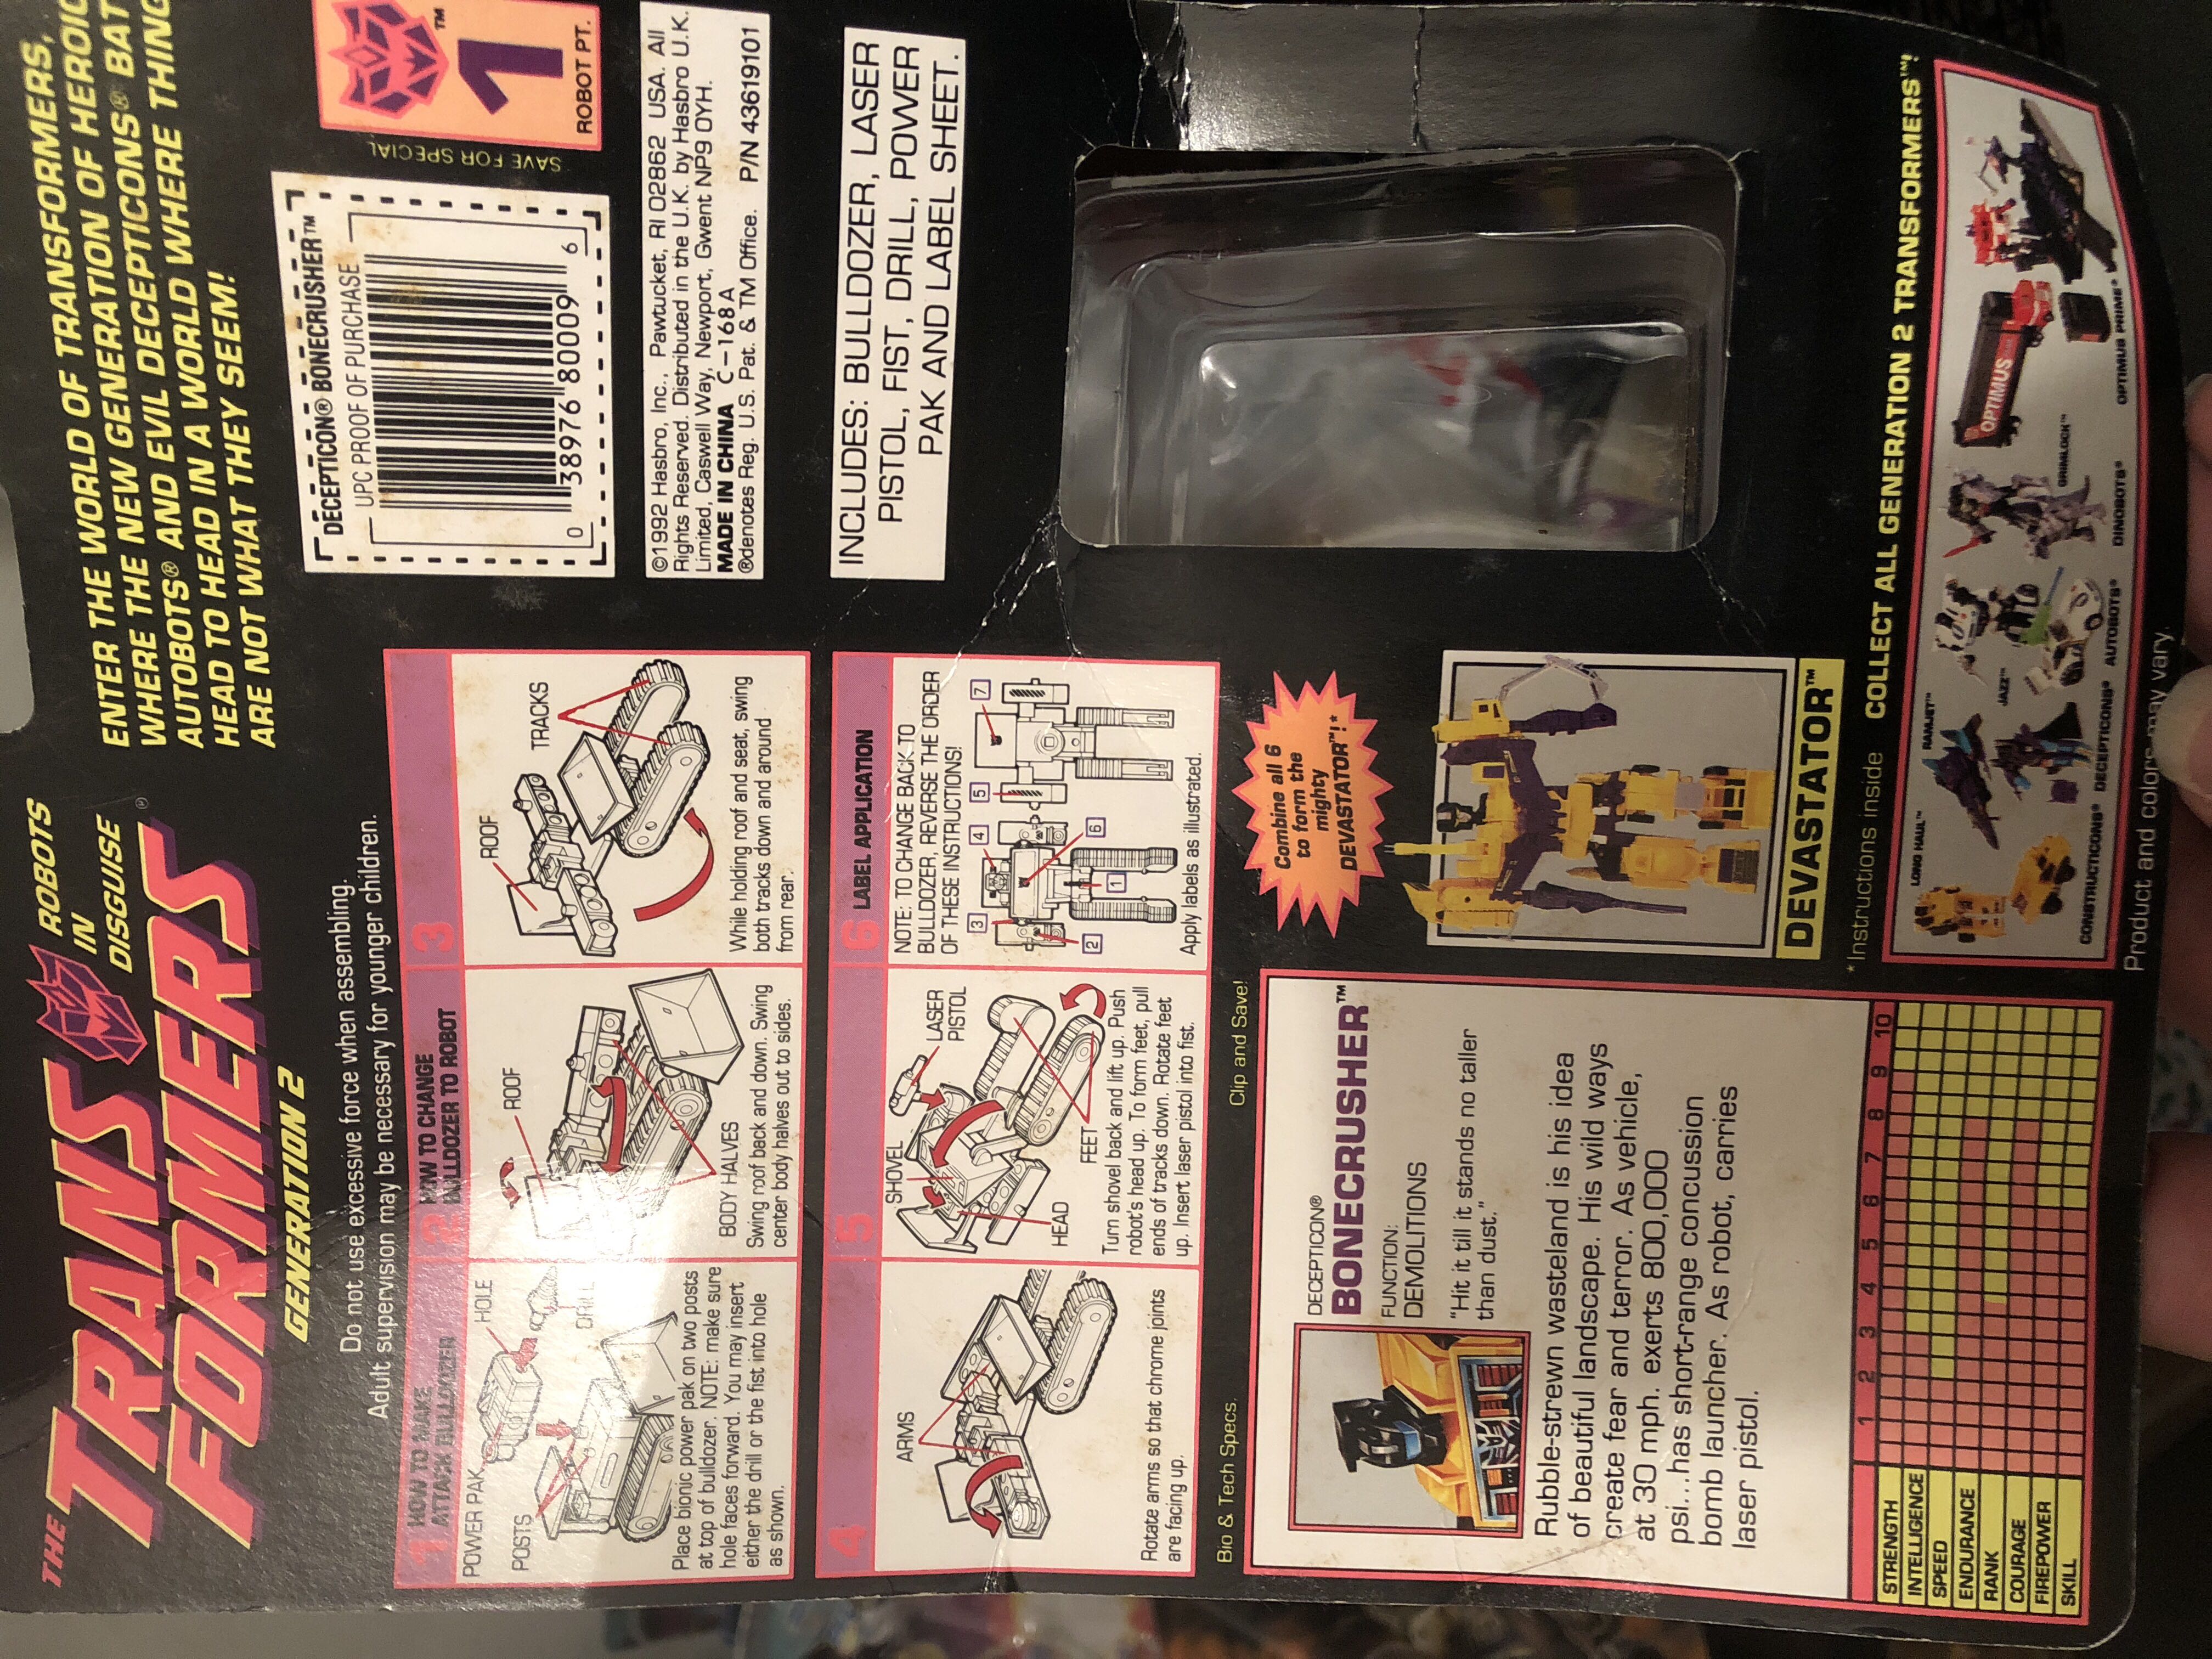 THE
TRANS
FORMERS®
ROBOTS
IN
DISGUISE
GENERATION 2
ENTER THE WORLD OF TRANSFORMERS,
WHERE THE NEW GENERATION OF HEROIC
AUTOBOTS® AND EVIL DECEPTICONS® BAT
HEAD TO HEAD IN A WORLD WHERE THING
ARE NOT WHAT THEY SEEM!
Do not use excessive force when assembling.
Adult supervision may be necessary for younger children.
DECEPTICON® BONECRUSHER™
UPC PROOF OF PURCHASE
0 38976 80009 6
SAVE FOR SPECIAL
TM
1
ROBOT PT.
1 HOW TO MAKE
ATTACK BULLDOZER
POWER PAK
HOLE
POSTS
DRILL
Place bionic power pak on two posts
at top of bulldozer. NOTE: make sure
hole faces forward. You may insert
either the drill or the fist into hole
as shown.
2 HOW TO CHANGE
BULLDOZER TO ROBOT
ROOF
BODY HALVES
Swing roof back and down. Swing
center body halves out to sides.
3
ROOF
TRACKS
While holding roof and seat, swing
both tracks down and around
from rear.
©1992 Hasbro, Inc., Pawtucket, RI 02862 USA. All
Rights Reserved. Distributed in the U.K. by Hasbro U.K.
Limited, Caswell Way, Newport, Gwent NP9 0YH.
MADE IN CHINA C-168A
®denotes Reg. U.S. Pat. & TM Office. P/N 43619101
4
ARMS
Rotate arms so that chrome joints
are facing up.
5
SHOVEL
LASER
PISTOL
HEAD
FEET
Turn shovel back and lift up. Push
robot's head up. To form feet, pull
ends of tracks down. Rotate feet
up. Insert laser pistol into fist.
6 LABEL APPLICATION
NOTE: TO CHANGE BACK TO
BULLDOZER, REVERSE THE ORDER
OF THESE INSTRUCTIONS!
3 4 5 7
2 1 6
Apply labels as illustrated.
INCLUDES: BULLDOZER, LASER
PISTOL, FIST, DRILL, POWER
PAK AND LABEL SHEET.
Bio & Tech Specs.
Clip and Save!
DECEPTICON®
BONECRUSHER™
FUNCTION:
DEMOLITIONS
"Hit it till it stands no taller
than dust."
Rubble-strewn wasteland is his idea
of beautiful landscape. His wild ways
create fear and terror. As vehicle,
at 30 mph. exerts 800,000
psi...has short-range concussion
bomb launcher. As robot, carries
laser pistol.
1 2 3 4 5 6 7 8 9 10
STRENGTH
INTELLIGENCE
SPEED
ENDURANCE
RANK
COURAGE
FIREPOWER
SKILL
Combine all 6
to form the
mighty
DEVASTATOR™!*
DEVASTATOR™
*Instructions inside
COLLECT ALL GENERATION 2 TRANSFORMERS™!
LONG HAUL™
CONSTRUCTICONS®
RAMJET™
DECEPTICONS®
JAZZ™
AUTOBOTS®
GRIMLOCK™
DINOBOTS®
OPTIMUS
OPTIMUS PRIME®
Product and colors may vary.